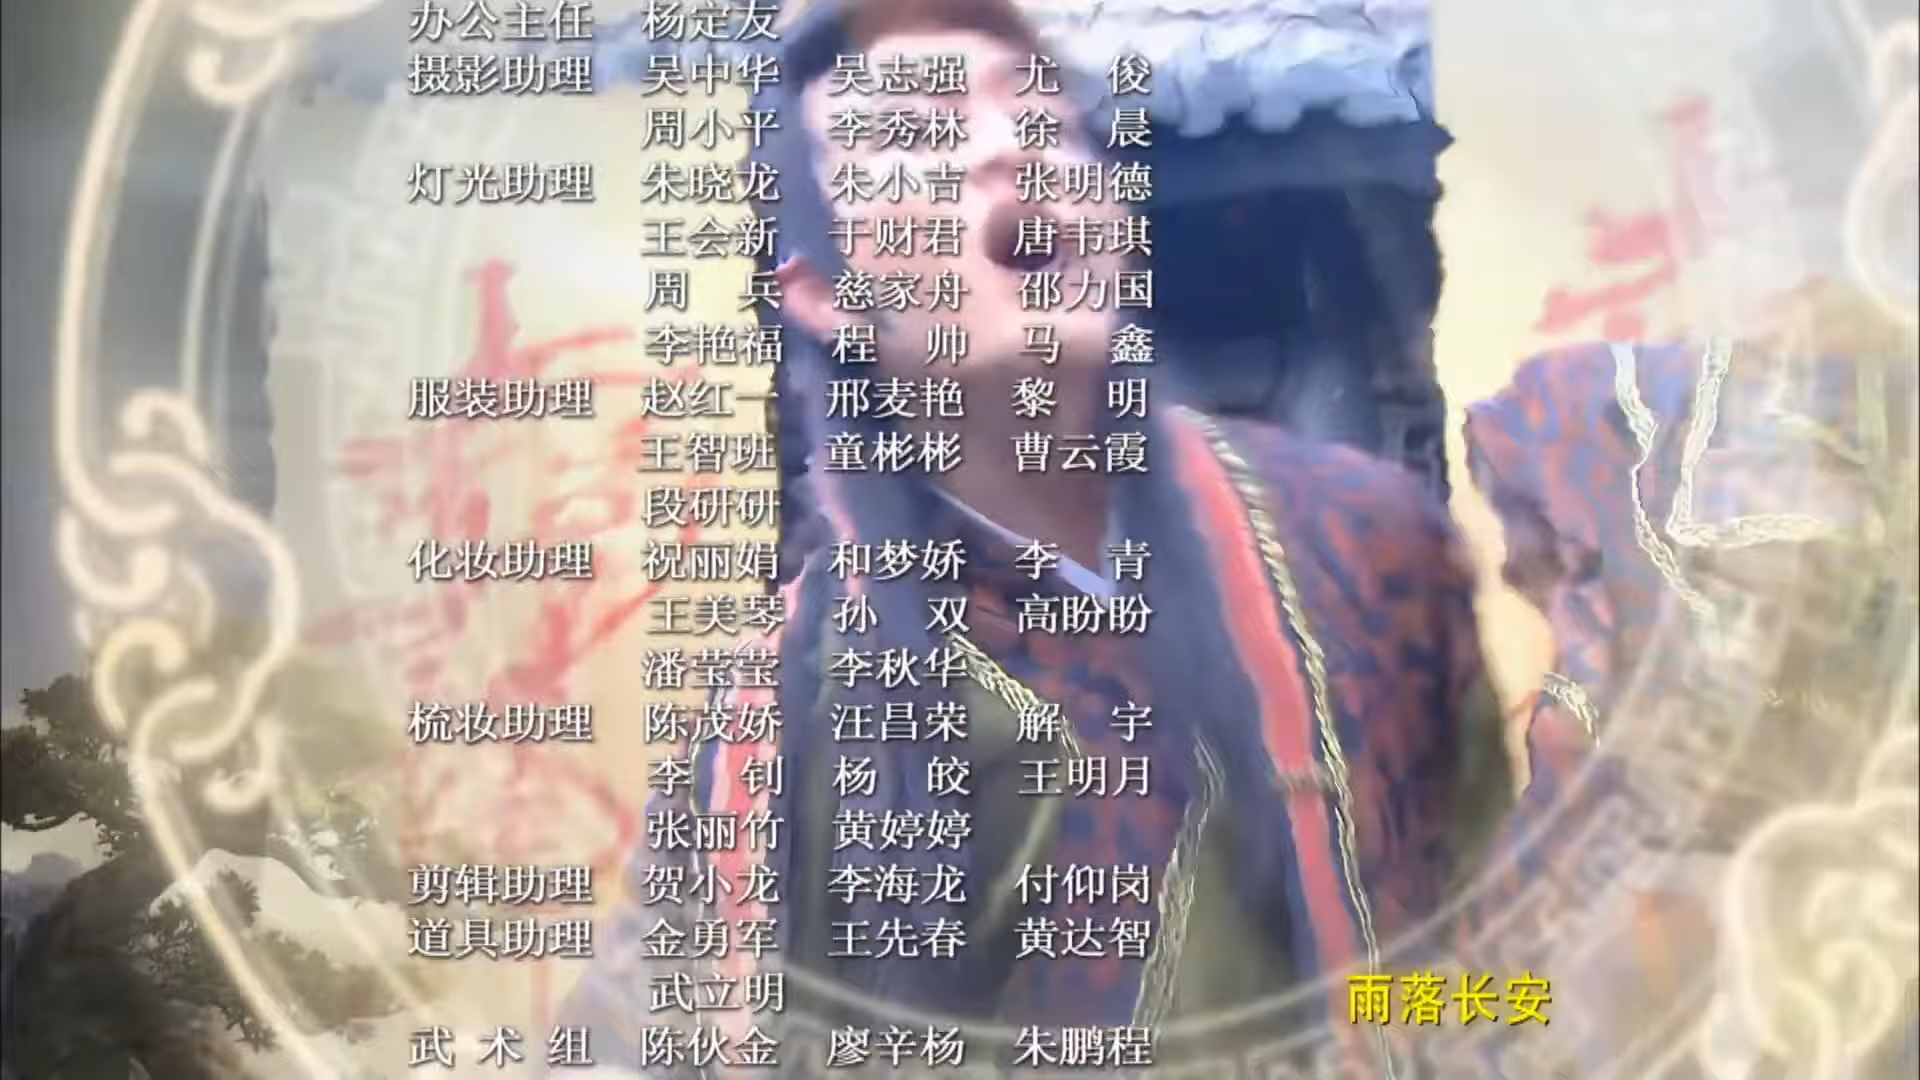 办公主任 杨定友
摄影助理 吴中华 吴志强 尤俊
周小平 李秀林 徐晨
灯光助理 朱晓龙 朱小吉 张明德
王会新 于财君 唐韦琪
周兵 慈家舟 邵力国
李艳福 程帅 马鑫
服装助理 赵红一 邢麦艳 黎明
王智班 童彬彬 曹云霞
段研研
化妆助理 祝丽娟 和梦娇 李青
王美琴 孙双 高盼盼
潘莹莹 李秋华
梳妆助理 陈茂娇 汪昌荣 解宇
李钊 杨皎 王明月
张丽竹 黄婷婷
剪辑助理 贺小龙 李海龙 付仰岗
道具助理 金勇军 王先春 黄达智
武立明
雨落长安
武术组 陈伙金 廖辛杨 朱鹏程